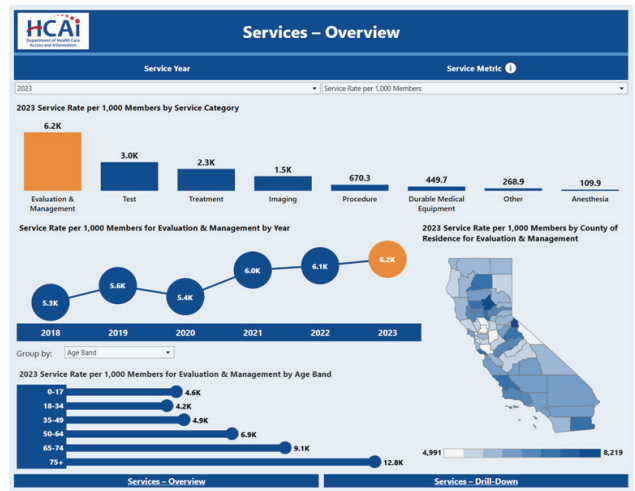 HCAi
Department of Health Care
Access and Information
Services – Overview
Service Year
Service Metric i
2023
Service Rate per 1,000 Members
2023 Service Rate per 1,000 Members by Service Category
6.2K
3.0K
2.3K
1.5K
670.3
449.7
268.9
109.9
Evaluation &
Management
Test
Treatment
Imaging
Procedure
Durable Medical
Equipment
Other
Anesthesia
Service Rate per 1,000 Members for Evaluation & Management by Year
5.3K
5.6K
5.4K
6.0K
6.1K
6.2K
2018
2019
2020
2021
2022
2023
2023 Service Rate per 1,000 Members by County of
Residence for Evaluation & Management
4,991
8,219
Group by:
Age Band
2023 Service Rate per 1,000 Members for Evaluation & Management by Age Band
0-17
4.6K
18-34
4.2K
35-49
4.9K
50-64
6.9K
65-74
9.1K
75+
12.8K
Services – Overview
Services – Drill-Down